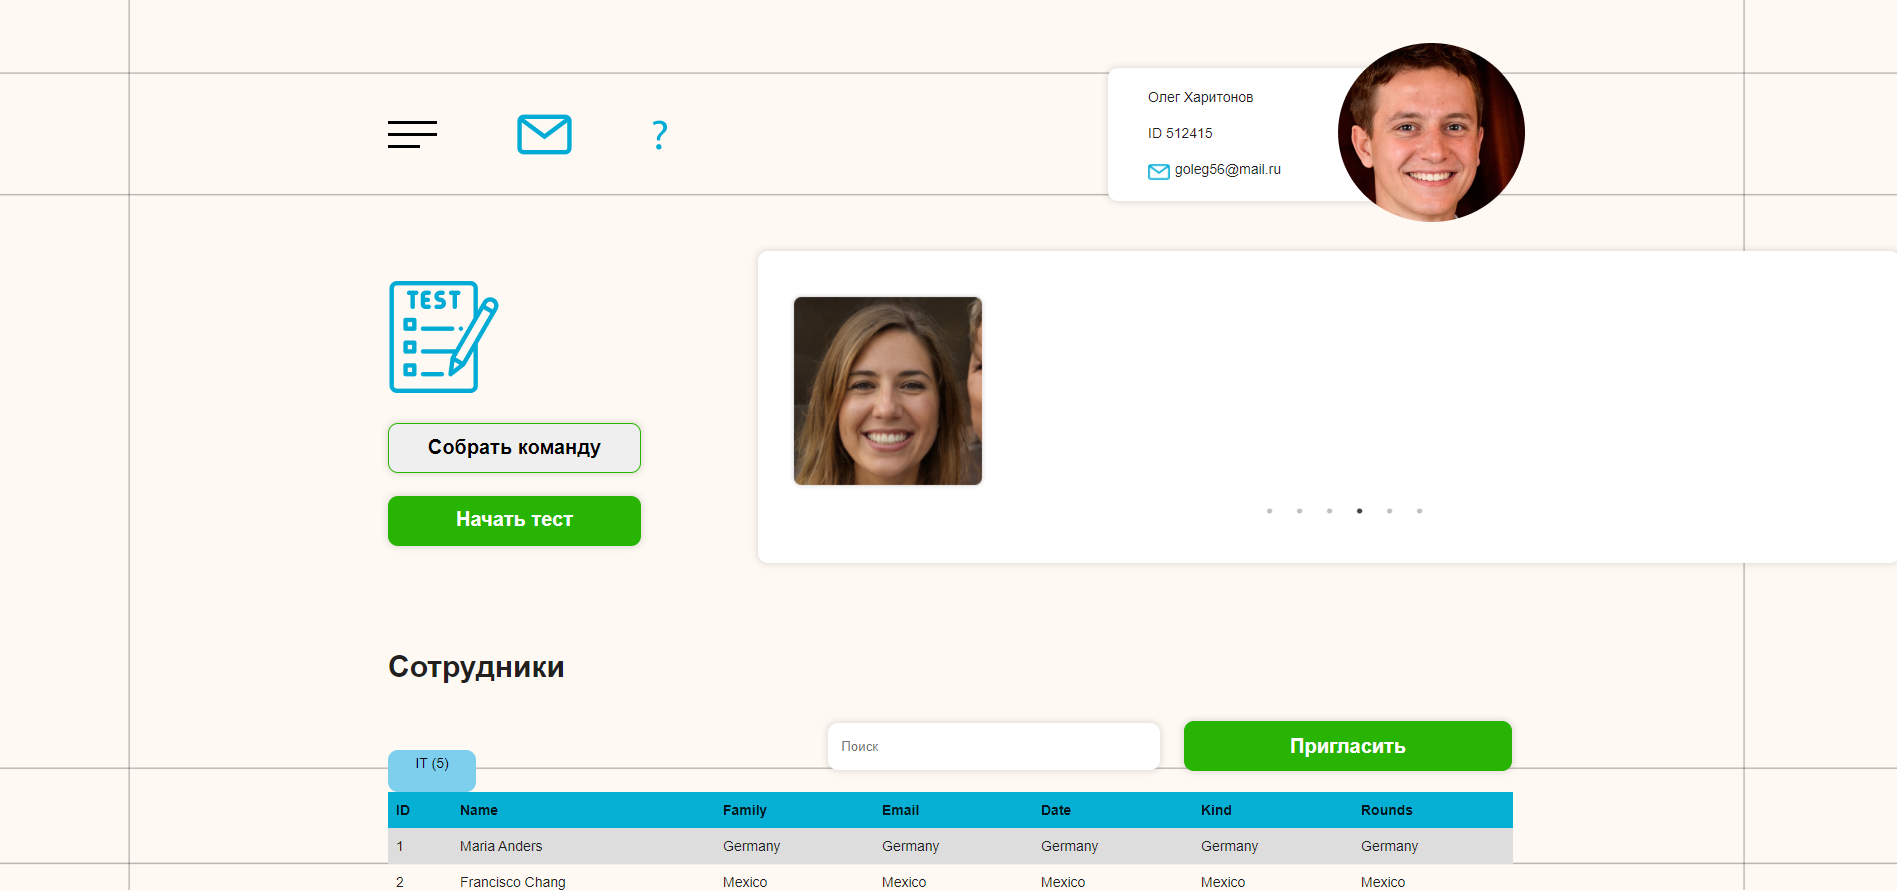 Олег Харитонов
ID 512415
?
goleg56@mail.ru
TEST
Собрать команду
Начать тест
Сотрудники
Поиск
Пригласить
IT (5)
ID Name Family Email Date Kind Rounds
1 Maria Anders Germany Germany Germany Germany Germany
2 Francisco Chang Mexico Mexico Mexico Mexico Mexico